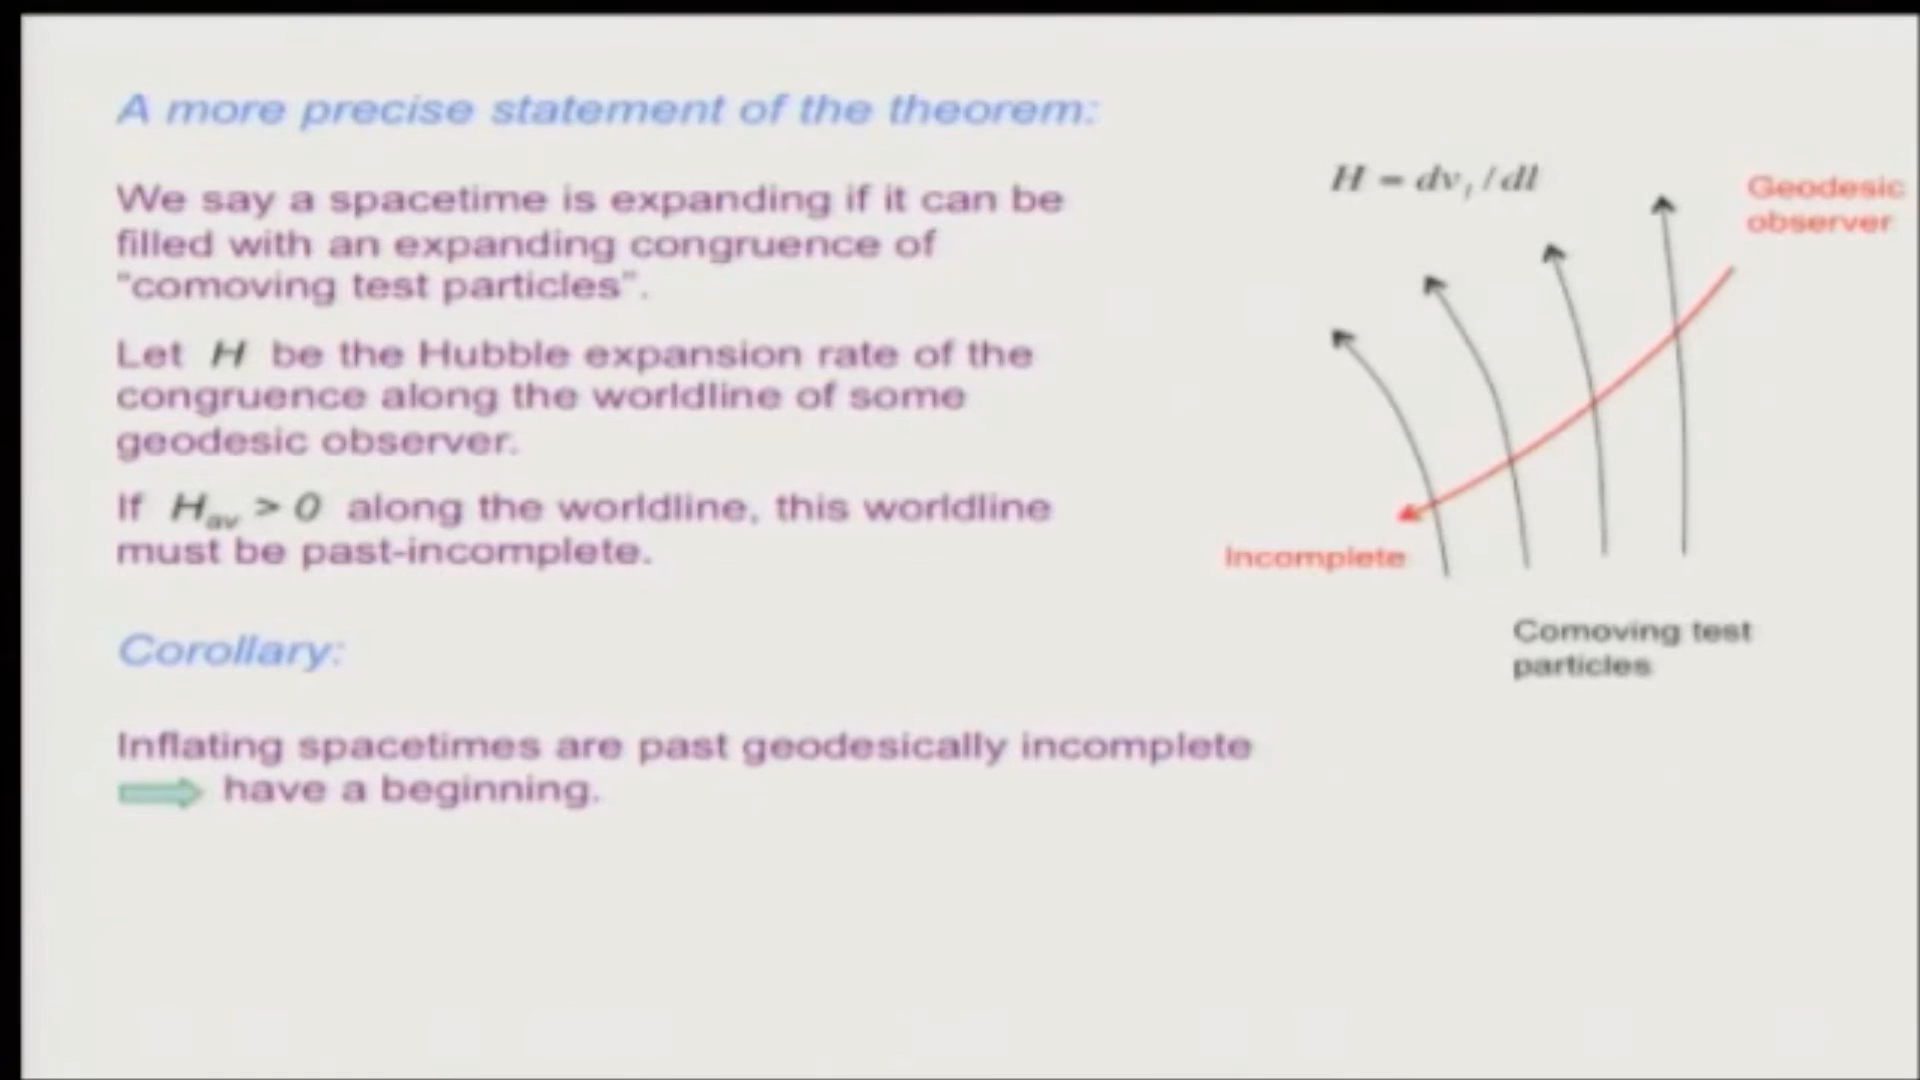 A more precise statement of the theorem:
We say a spacetime is expanding if it can be
filled with an expanding congruence of
"comoving test particles".
Let H be the Hubble expansion rate of the
congruence along the worldline of some
geodesic observer.
If Hav > 0 along the worldline, this worldline
must be past-incomplete.
Corollary:
Inflating spacetimes are past geodesically incomplete
have a beginning.
H = dv_l / dl
Geodesic
observer
Incomplete
Comoving test
particles